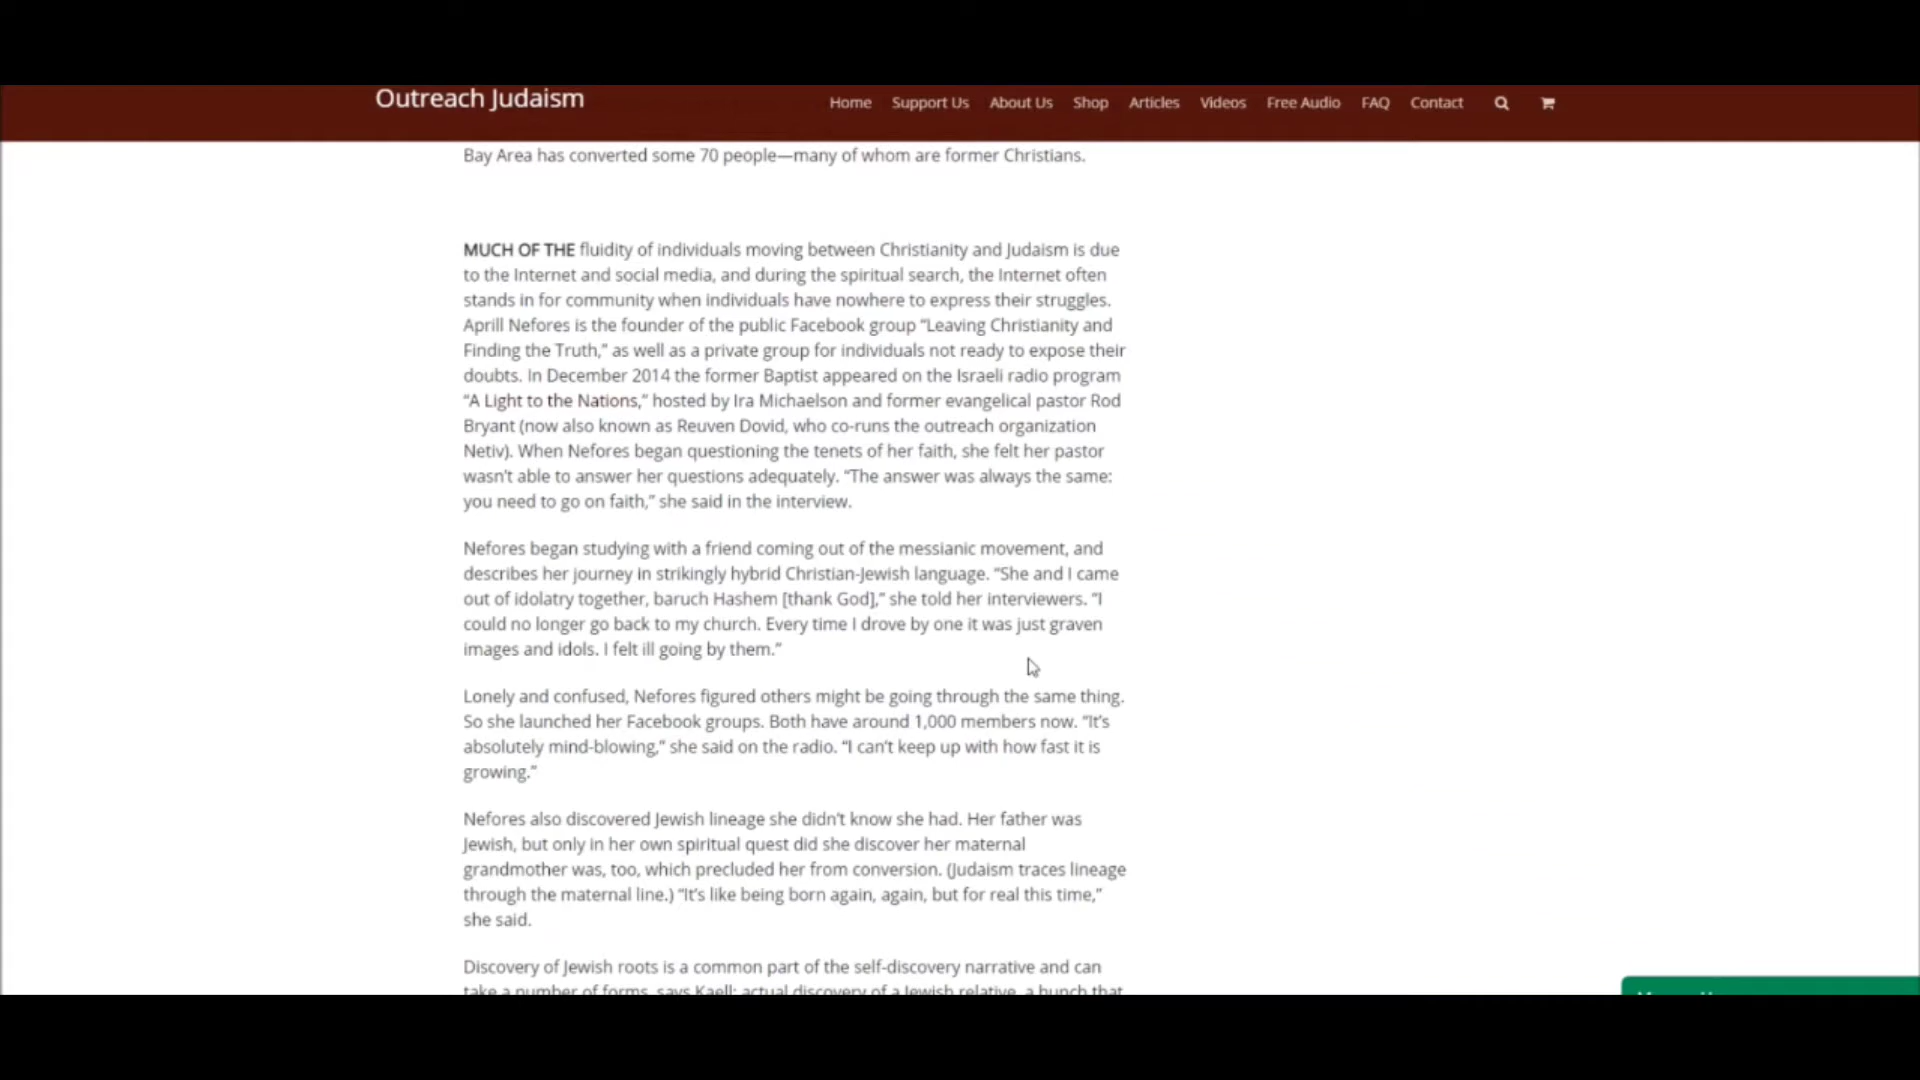 Outreach Judaism
Home Support Us About Us Shop Articles Videos Free Audio FAQ Contact
Bay Area has converted some 70 people—many of whom are former Christians.
MUCH OF THE fluidity of individuals moving between Christianity and Judaism is due
to the Internet and social media, and during the spiritual search, the Internet often
stands in for community when individuals have nowhere to express their struggles.
Aprill Nefores is the founder of the public Facebook group “Leaving Christianity and
Finding the Truth,” as well as a private group for individuals not ready to expose their
doubts. In December 2014 the former Baptist appeared on the Israeli radio program
“A Light to the Nations,” hosted by Ira Michaelson and former evangelical pastor Rod
Bryant (now also known as Reuven Dovid, who co-runs the outreach organization
Netiv). When Nefores began questioning the tenets of her faith, she felt her pastor
wasn’t able to answer her questions adequately. “The answer was always the same:
you need to go on faith,” she said in the interview.
Nefores began studying with a friend coming out of the messianic movement, and
describes her journey in strikingly hybrid Christian-Jewish language. “She and I came
out of idolatry together, baruch Hashem [thank God],” she told her interviewers. “I
could no longer go back to my church. Every time I drove by one it was just graven
images and idols. I felt ill going by them.”
Lonely and confused, Nefores figured others might be going through the same thing.
So she launched her Facebook groups. Both have around 1,000 members now. “It’s
absolutely mind-blowing,” she said on the radio. “I can’t keep up with how fast it is
growing.”
Nefores also discovered Jewish lineage she didn’t know she had. Her father was
Jewish, but only in her own spiritual quest did she discover her maternal
grandmother was, too, which precluded her from conversion. (Judaism traces lineage
through the maternal line.) “It’s like being born again, again, but for real this time,”
she said.
Discovery of Jewish roots is a common part of the self-discovery narrative and can
take a number of forms, says Kaell: actual discovery of a Jewish relative, a hunch that